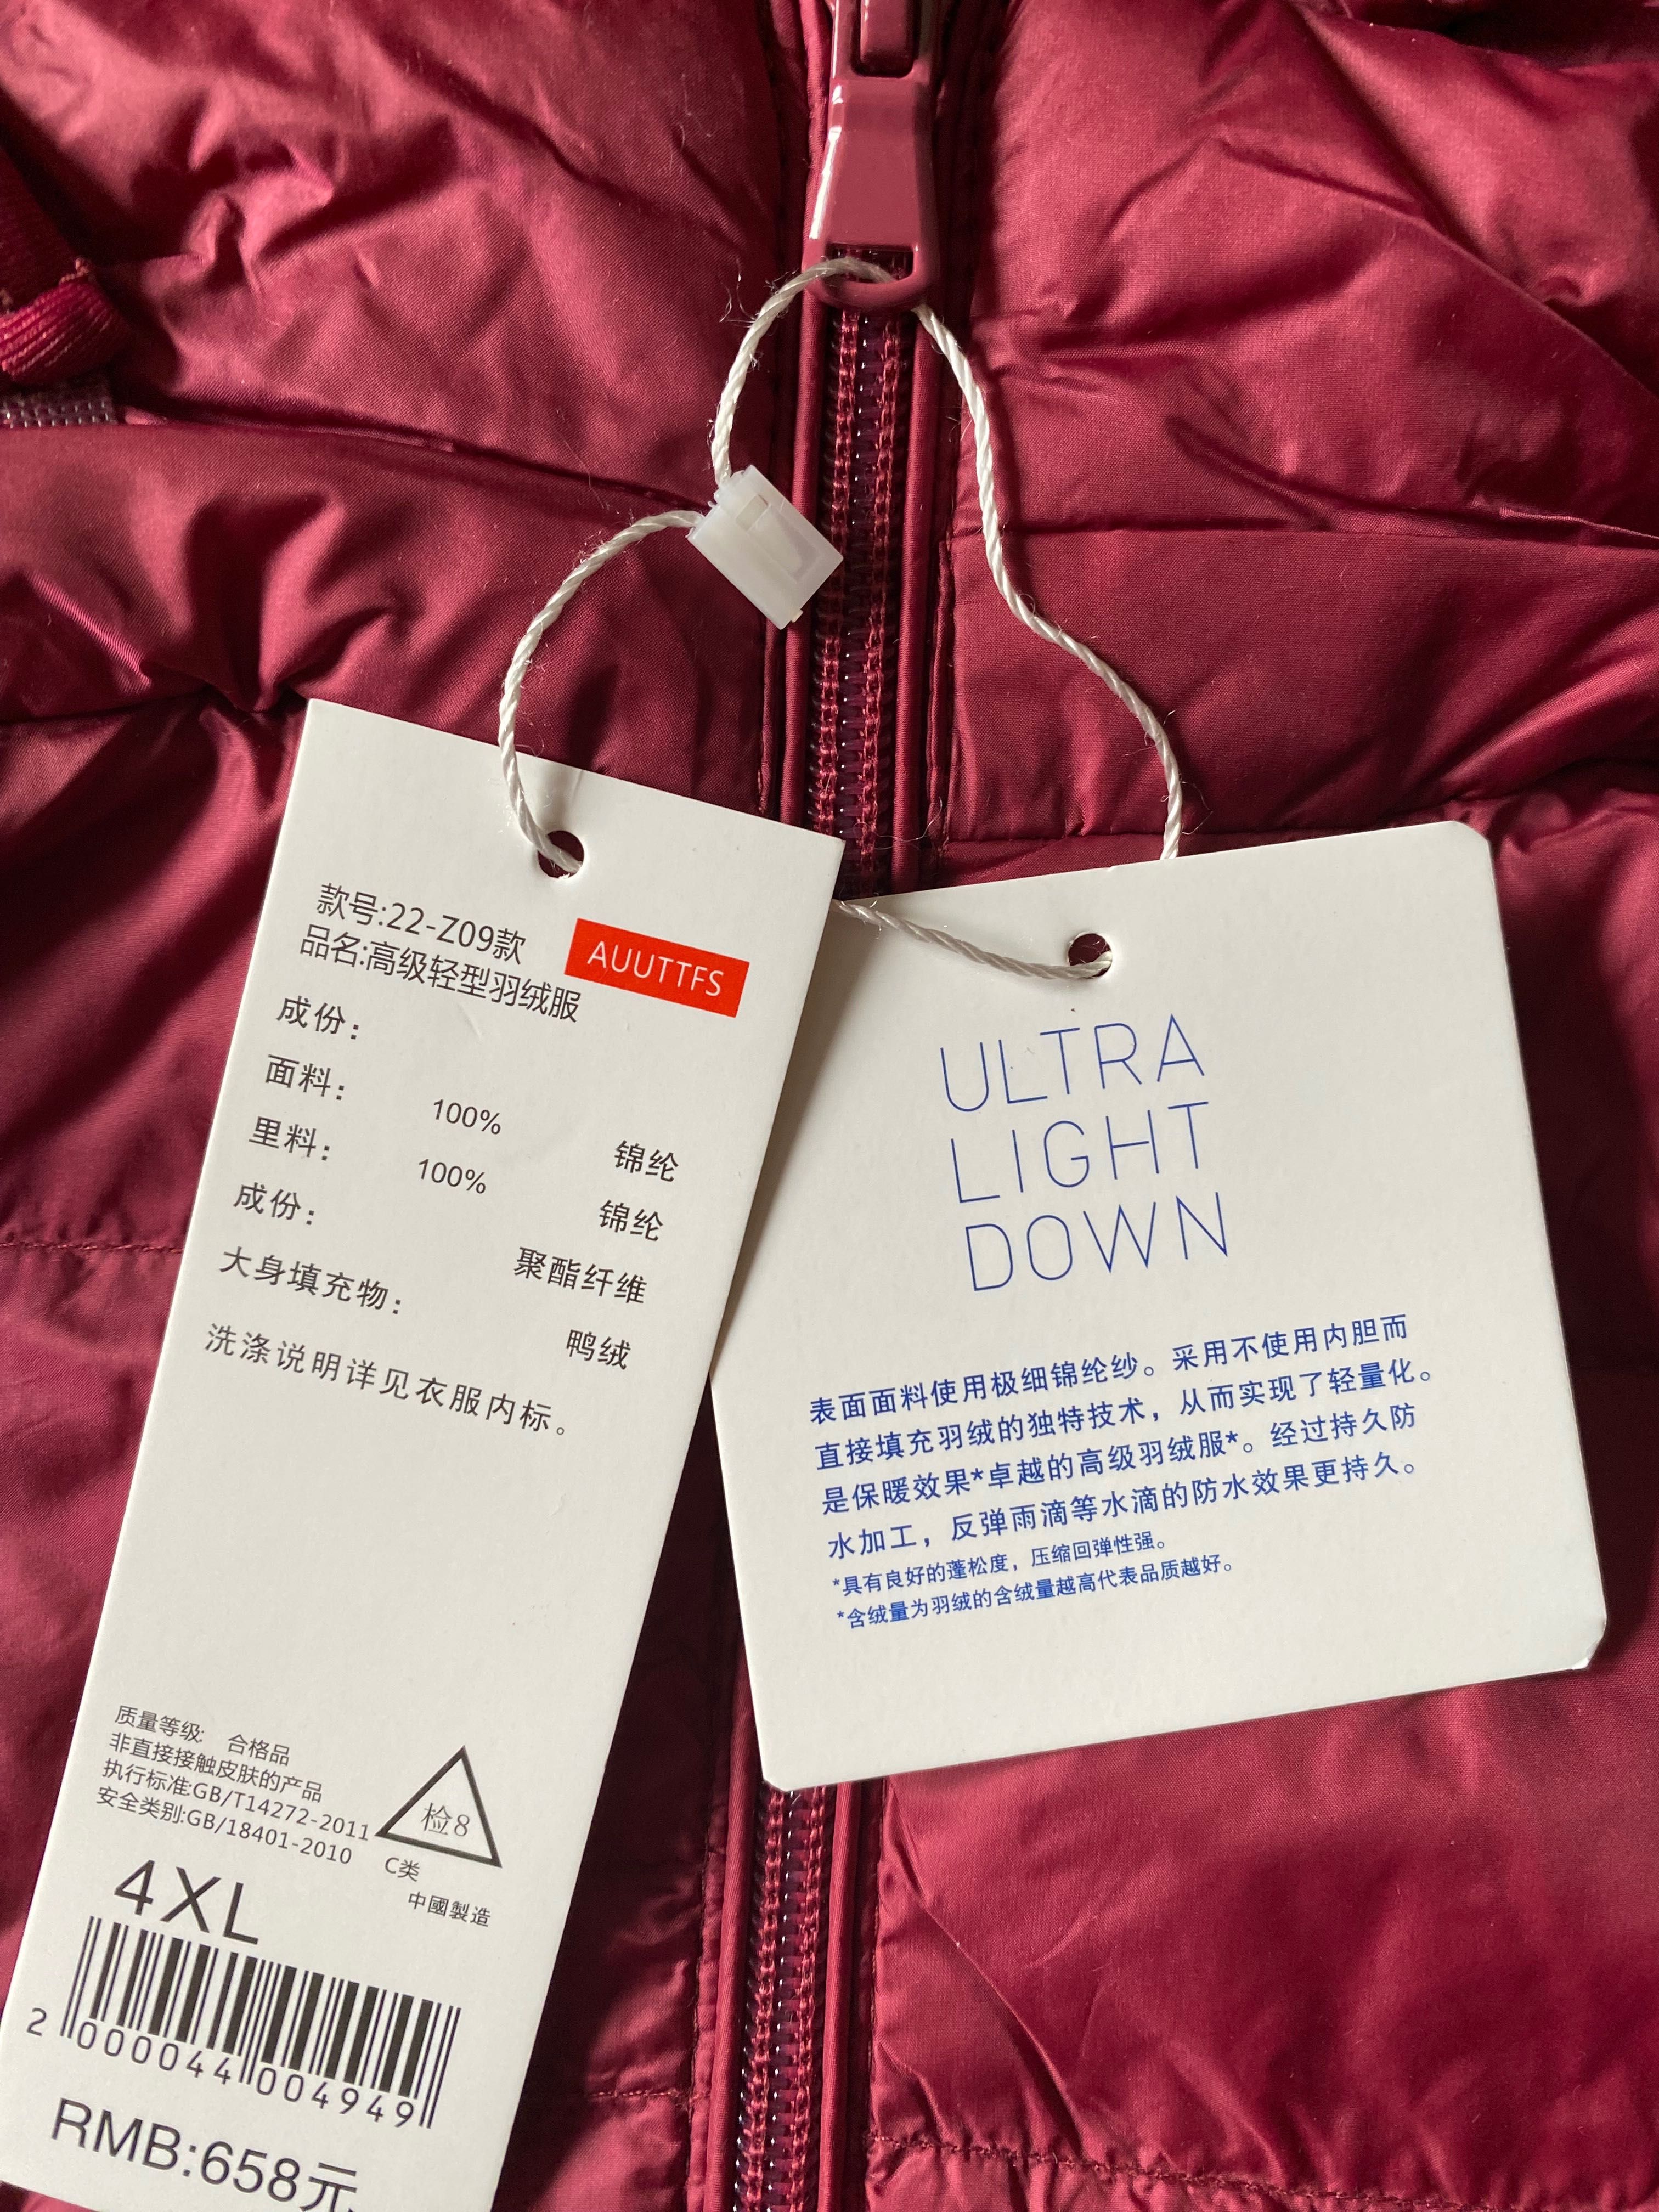 款号:22-Z09款
AUUTTFS
品名:高级轻型羽绒服
成份：
面料： 100% 锦纶
里料： 100% 锦纶
成份： 聚酯纤维
大身填充物： 鸭绒
洗涤说明详见衣服内标。
质量等级: 合格品
非直接接触皮肤的产品
执行标准:GB/T14272-2011
安全类别:GB/18401-2010
检8
C类
中國製造
4XL
2 000044 004949
RMB:658元
ULTRA
LIGHT
DOWN
表面面料使用极细锦纶纱。采用不使用内胆而
直接填充羽绒的独特技术，从而实现了轻量化。
是保暖效果*卓越的高级羽绒服*。经过持久防
水加工，反弹雨滴等水滴的防水效果更持久。
*具有良好的蓬松度，压缩回弹性强。
*含绒量为羽绒的含绒量越高代表品质越好。